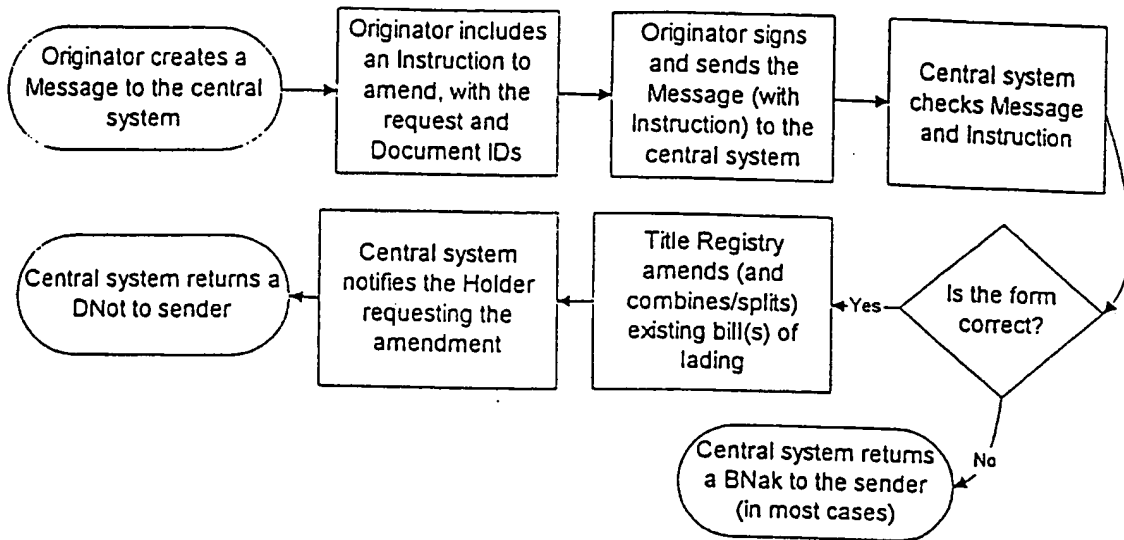 Originator creates a
Message to the central
system
Originator includes
an Instruction to
amend, with the
request and
Document IDs
Originator signs
and sends the
Message (with
Instruction) to the
central system
Central system
checks Message
and Instruction
Is the form
correct?
Yes
Title Registry
amends (and
combines/splits)
existing bill(s) of
lading
Central system
notifies the Holder
requesting the
amendment
Central system returns a
DNot to sender
No
Central system returns
a BNak to the sender
(in most cases)